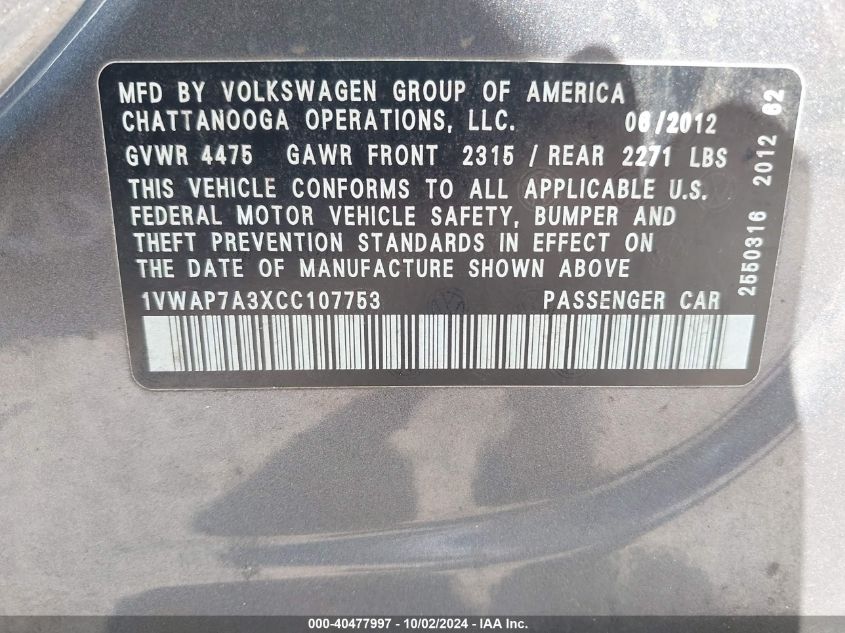 MFD BY VOLKSWAGEN GROUP OF AMERICA
CHATTANOOGA OPERATIONS, LLC. 06/2012
GVWR 4475 GAWR FRONT 2315 / REAR 2271 LBS
THIS VEHICLE CONFORMS TO ALL APPLICABLE U.S.
FEDERAL MOTOR VEHICLE SAFETY, BUMPER AND
THEFT PREVENTION STANDARDS IN EFFECT ON
THE DATE OF MANUFACTURE SHOWN ABOVE
1VWAP7A3XCC107753 PASSENGER CAR
2550316 2012 62
000-40477997 - 10/02/2024 - IAA Inc.